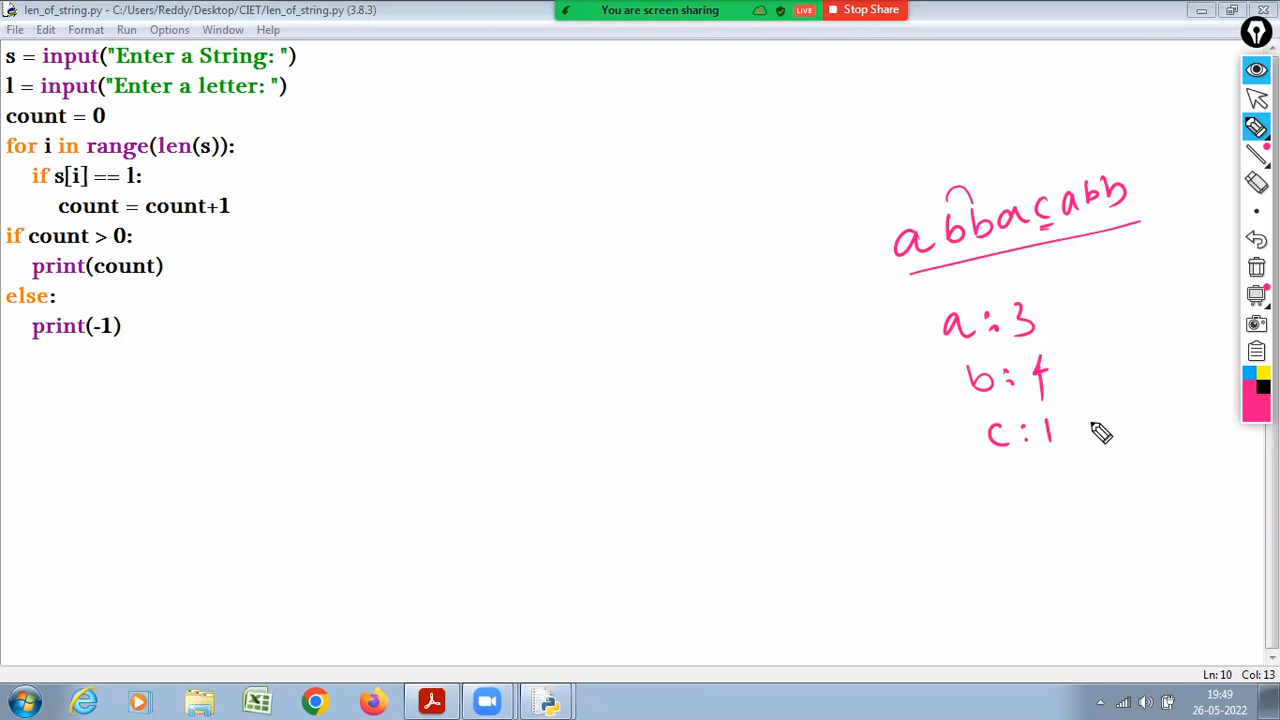 len_of_string.py - C:/Users/Reddy/Desktop/CIET/len_of_string.py (3.8.3)
You are screen sharing
LIVE
Stop Share
File Edit Format Run Options Window Help
s = input("Enter a String: ")
l = input("Enter a letter: ")
count = 0
for i in range(len(s)):
if s[i] == l:
count = count+1
if count > 0:
print(count)
else:
print(-1)
abbacabb
a : 3
b : 4
c : 1
Ln: 10 Col: 13
19:49
26-05-2022